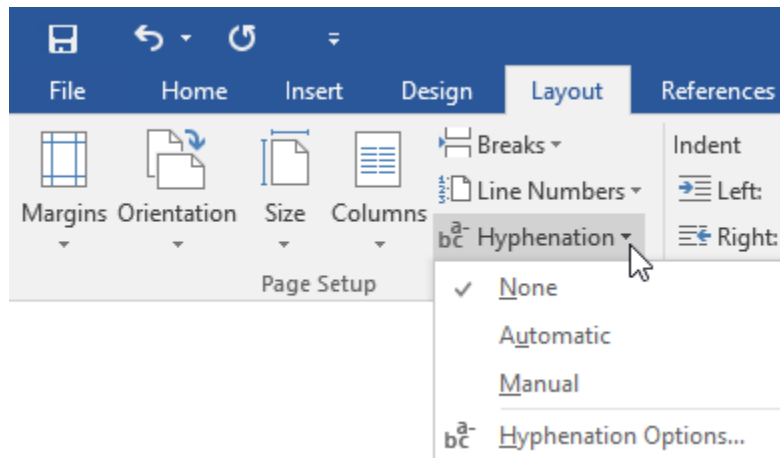 File Home Insert Design Layout References
Margins Orientation Size Columns
Breaks
Line Numbers
Hyphenation
Indent
Left:
Right:
Page Setup
None
Automatic
Manual
Hyphenation Options...